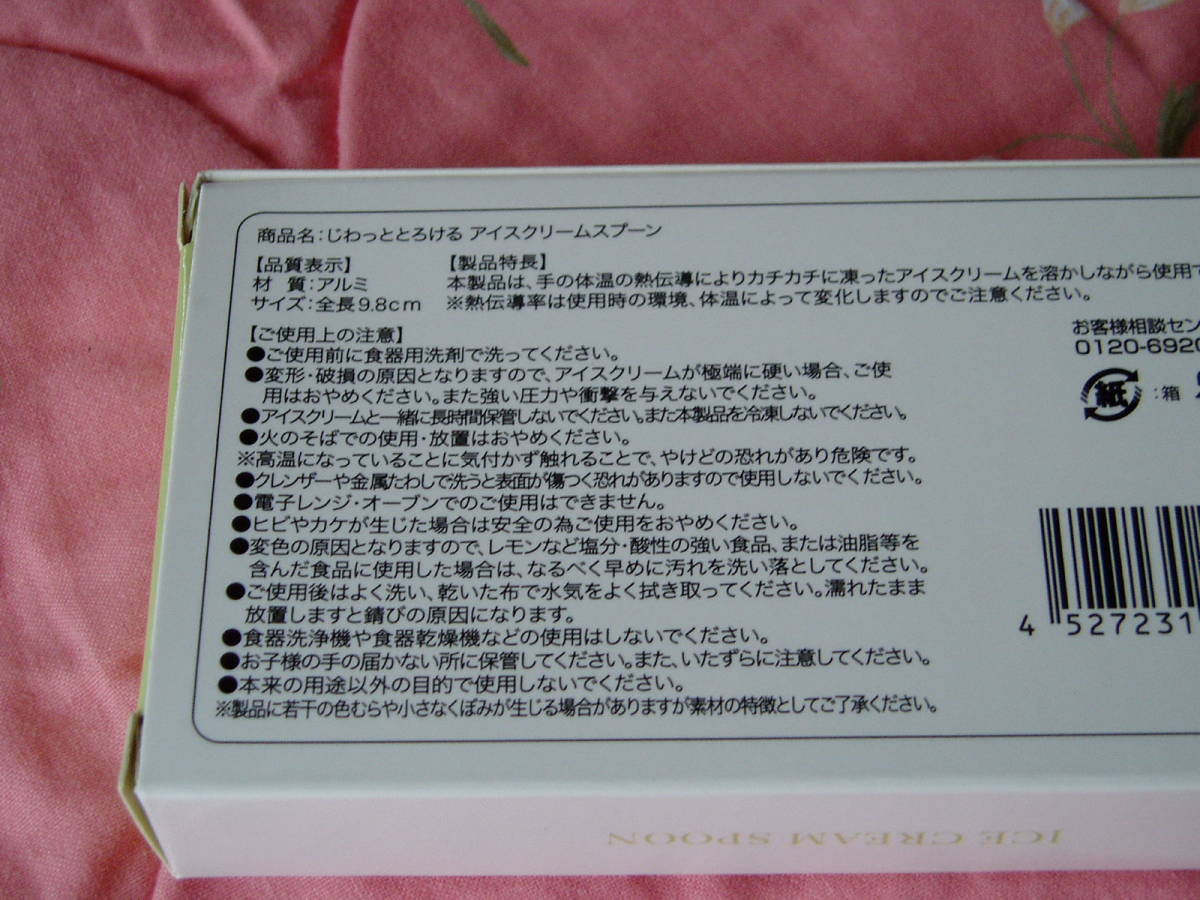 商品名：じわっととろける アイスクリームスプーン
【品質表示】
材 質：アルミ
サイズ：全長9.8cm
【製品特長】
本製品は、手の体温の熱伝導によりカチカチに凍ったアイスクリームを溶かしながら使用で
※熱伝導率は使用時の環境、体温によって変化しますのでご注意ください。
【ご使用上の注意】
●ご使用前に食器用洗剤で洗ってください。
●変形・破損の原因となりますので、アイスクリームが極端に硬い場合、ご使
用はおやめください。また強い圧力や衝撃を与えないでください。
●アイスクリームと一緒に長時間保管しないでください。また本製品を冷凍しないでください。
●火のそばでの使用・放置はおやめください。
※高温になっていることに気付かず触れることで、やけどの恐れがあり危険です。
●クレンザーや金属たわしで洗うと表面が傷つく恐れがありますので使用しないでください。
●電子レンジ・オーブンでのご使用はできません。
●ヒビやカケが生じた場合は安全の為ご使用をおやめください。
●変色の原因となりますので、レモンなど塩分・酸性の強い食品、または油脂等を
含んだ食品に使用した場合は、なるべく早めに汚れを洗い落としてください。
●ご使用後はよく洗い、乾いた布で水気をよく拭き取ってください。濡れたまま
放置しますと錆びの原因になります。
●食器洗浄機や食器乾燥機などの使用はしないでください。
●お子様の手の届かない所に保管してください。また、いたずらに注意してください。
●本来の用途以外の目的で使用しないでください。
※製品に若干の色むらや小さなくぼみが生じる場合がありますが素材の特徴としてご了承ください。
お客様相談セン
0120-6920
紙：箱
4 527231
ICE CREAM SPOON